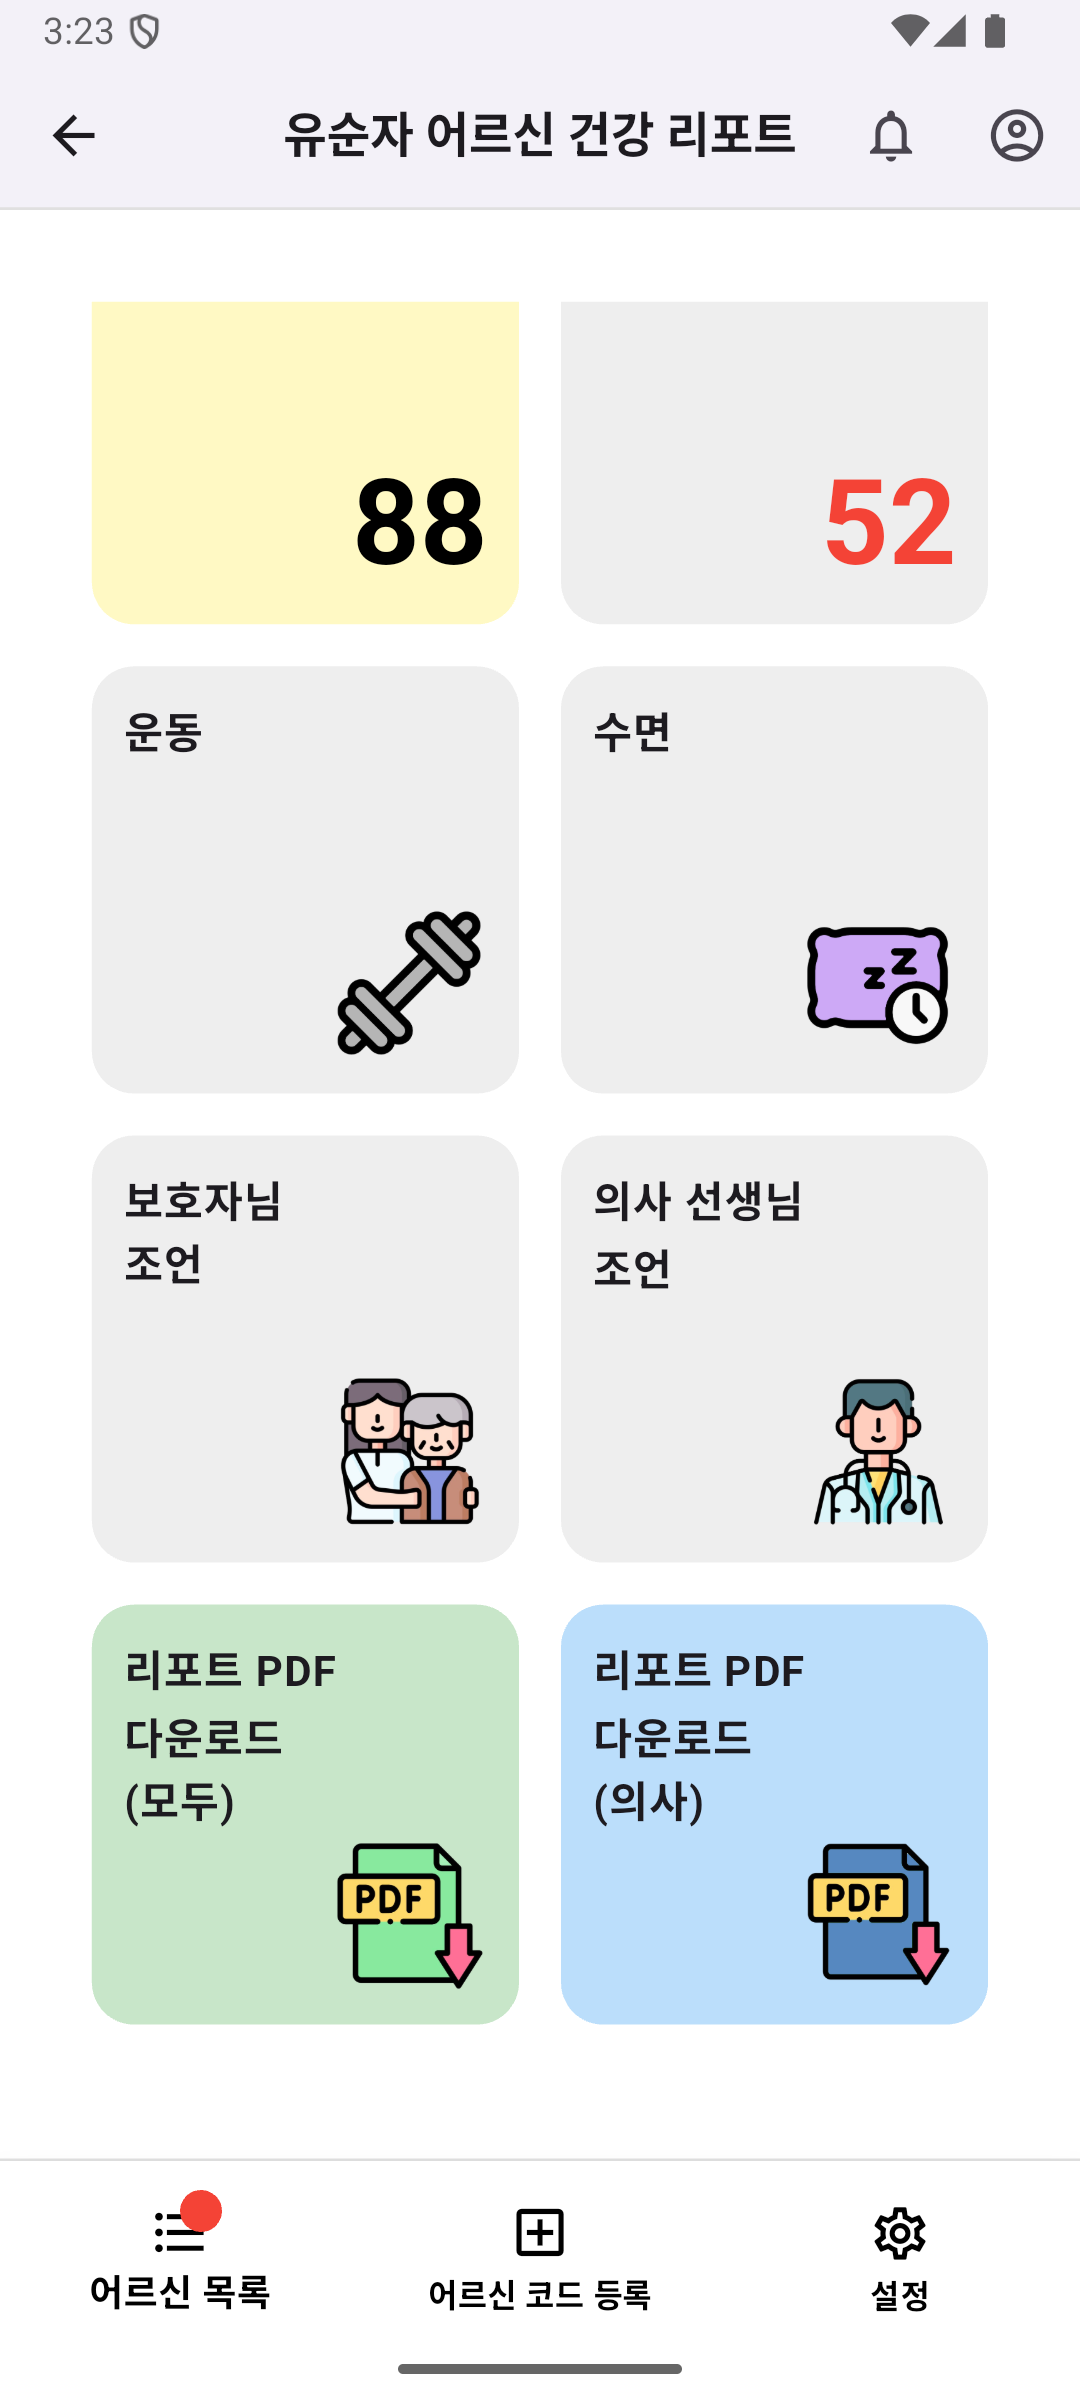 3:23
유순자 어르신 건강 리포트
88
52
운동
수면
보호자님
조언
의사 선생님
조언
리포트 PDF
다운로드
(모두)
PDF
리포트 PDF
다운로드
(의사)
PDF
어르신 목록
어르신 코드 등록
설정